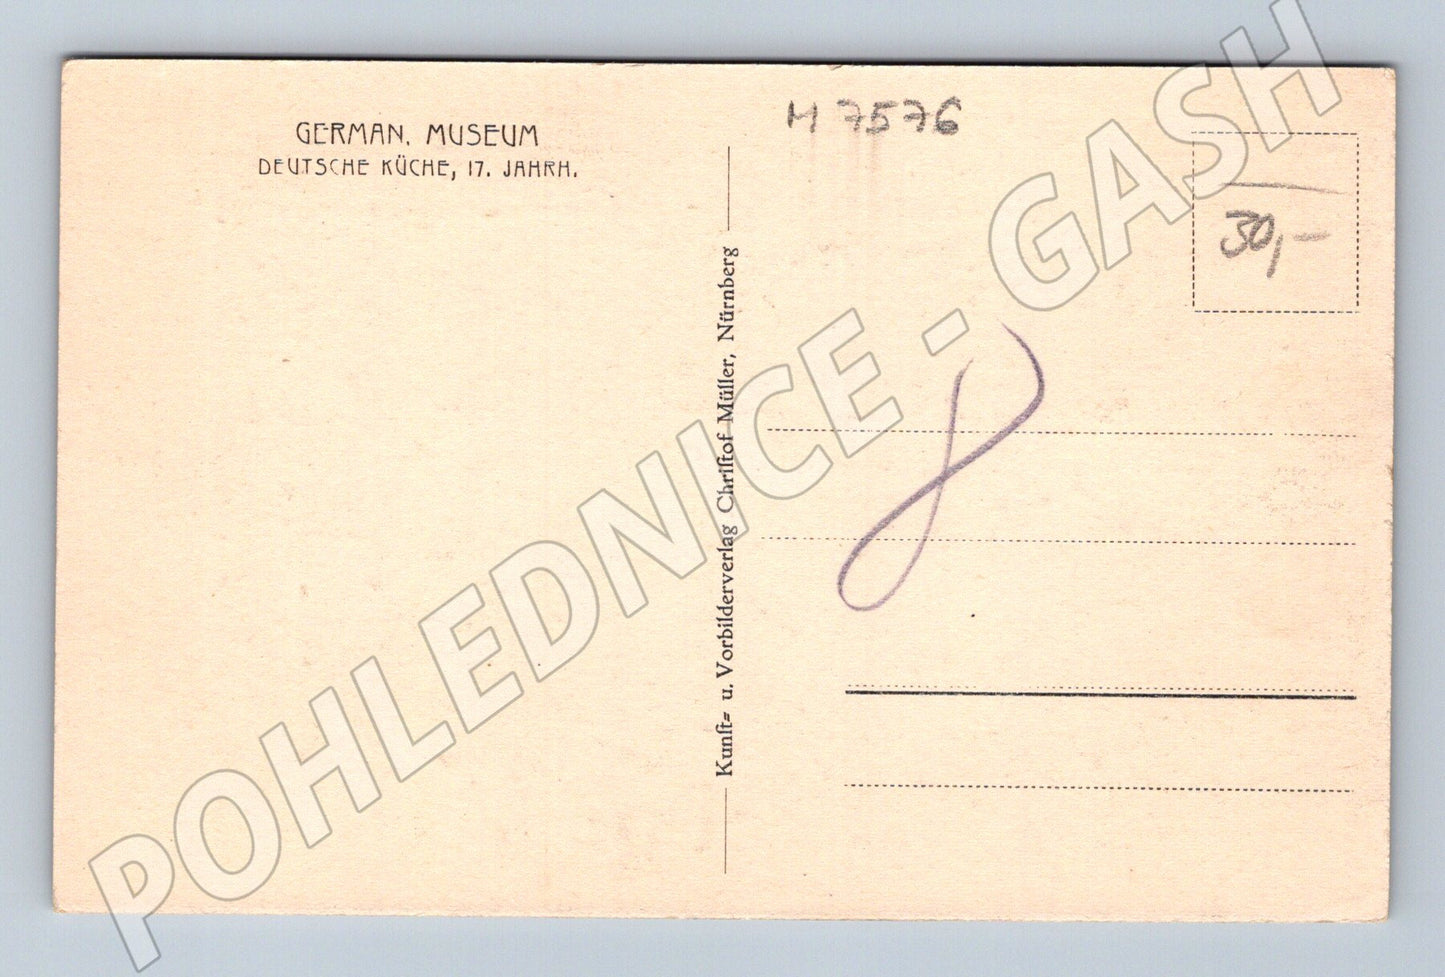 GERMAN. MUSEUM
DEUTSCHE KÜCHE, 17. JAHRH.
Kunſt= u. Vorbilderverlag Chriſtof Müller, Nürnberg
M 7576
30,-
POHLEDNICE - GASH